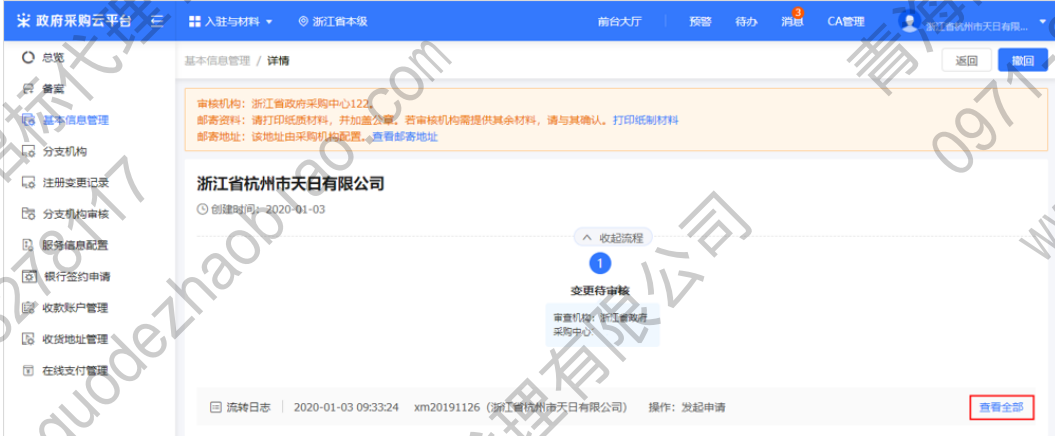 政府采购云平台
入驻与材料
浙江省本级
前台大厅
预警
待办
消息
3
CA管理
浙江省杭州市天日有限...
总览
备案
基本信息管理
分支机构
注册变更记录
分支机构审核
服务信息配置
银行签约申请
收款账户管理
收货地址管理
在线支付管理
基本信息管理 / 详情
返回
撤回
审核机构：浙江省政府采购中心122。
邮寄资料：请打印纸质材料，并加盖公章。若审核机构需提供其余材料，请与其确认。打印纸制材料
邮寄地址：该地址由采购机构配置。查看邮寄地址
浙江省杭州市天日有限公司
创建时间：2020-01-03
收起流程
1
变更待审核
审查机构：浙江省政府
采购中心'
流转日志
2020-01-03 09:33:24
xm20191126（浙江省杭州市天日有限公司）
操作：发起申请
查看全部